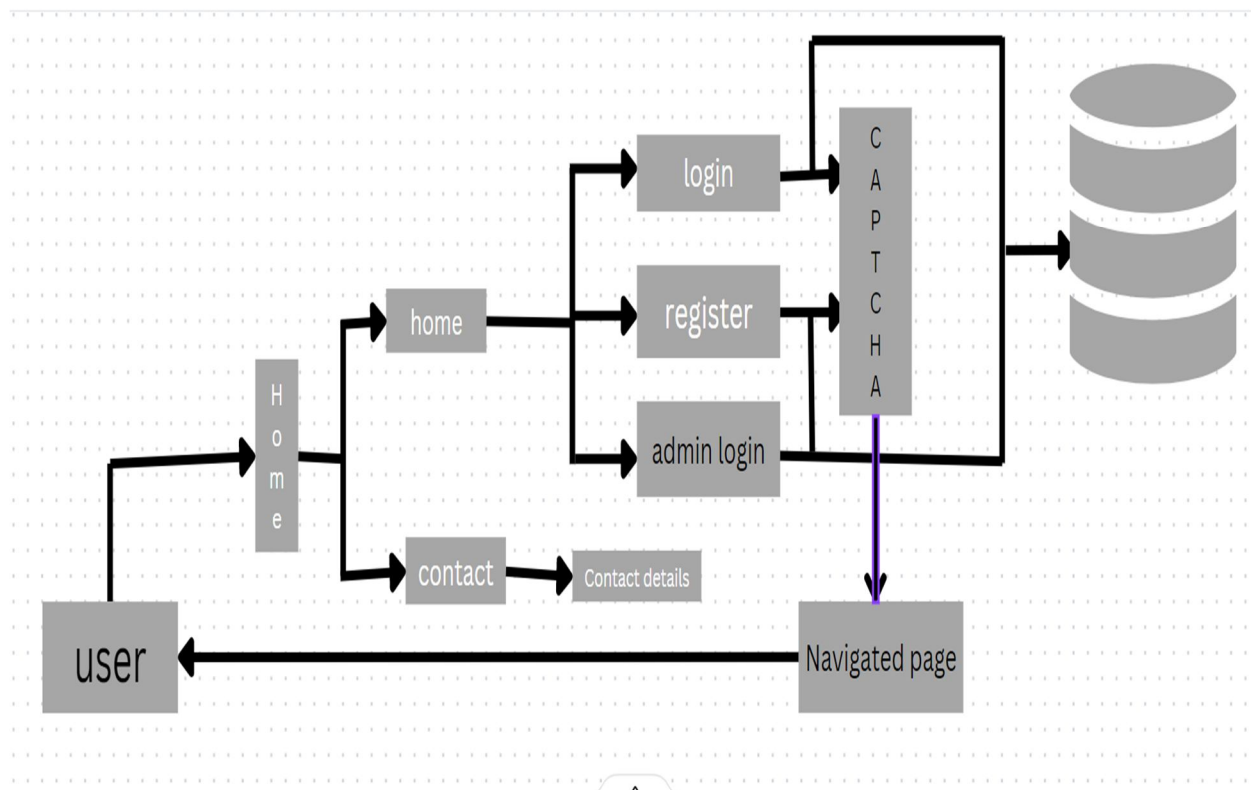 C
A
P
T
C
H
A
login
register
home
H
o
m
e
admin login
contact
Contact details
user
Navigated page